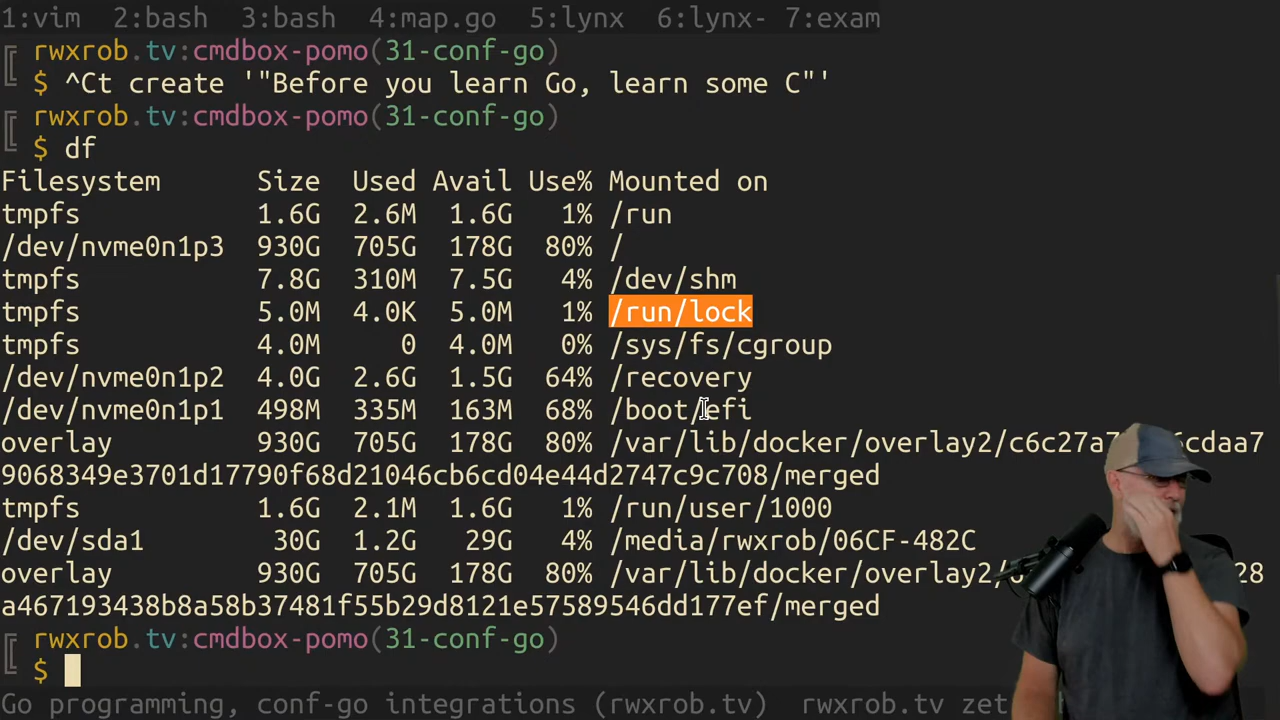 1:vim 2:bash 3:bash 4:map.go 5:lynx 6:lynx- 7:exam
rwxrob.tv:cmdbox-pomo(31-conf-go)
$ ^Ct create '"Before you learn Go, learn some C"'
rwxrob.tv:cmdbox-pomo(31-conf-go)
$ df
Filesystem Size Used Avail Use% Mounted on
tmpfs 1.6G 2.6M 1.6G 1% /run
/dev/nvme0n1p3 930G 705G 178G 80% /
tmpfs 7.8G 310M 7.5G 4% /dev/shm
tmpfs 5.0M 4.0K 5.0M 1% /run/lock
tmpfs 4.0M 0 4.0M 0% /sys/fs/cgroup
/dev/nvme0n1p2 4.0G 2.6G 1.5G 64% /recovery
/dev/nvme0n1p1 498M 335M 163M 68% /boot/efi
overlay 930G 705G 178G 80% /var/lib/docker/overlay2/
9068349e3701d17790f68d21046cb6cd04e44d2747c9c708/merged
tmpfs 1.6G 2.1M 1.6G 1% /run/user/1000
/dev/sda1 30G 1.2G 29G 4% /media/rwxrob/06CF-482C
overlay 930G 705G 178G 80% /var/lib/docker/overlay2/
a467193438b8a58b37481f55b29d8121e57589546dd177ef/merged
rwxrob.tv:cmdbox-pomo(31-conf-go)
$
Go programming, conf-go integrations (rwxrob.tv) rwxrob.tv